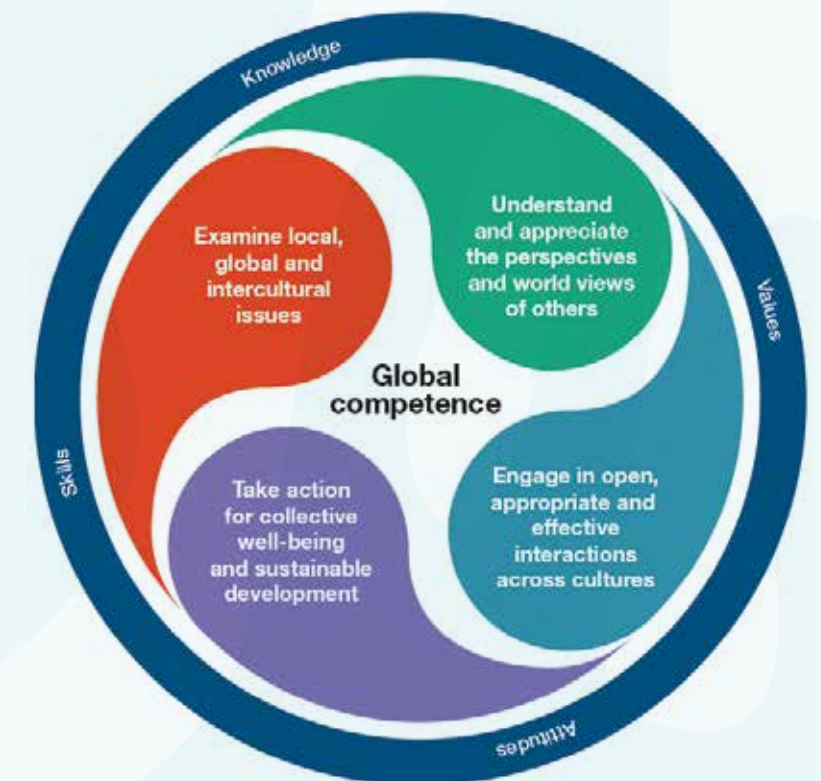 Knowledge
Values
Skills
Attitudes
Examine local,
global and
intercultural
issues
Understand
and appreciate
the perspectives
and world views
of others
Global
competence
Take action
for collective
well-being
and sustainable
development
Engage in open,
appropriate and
effective
interactions
across cultures